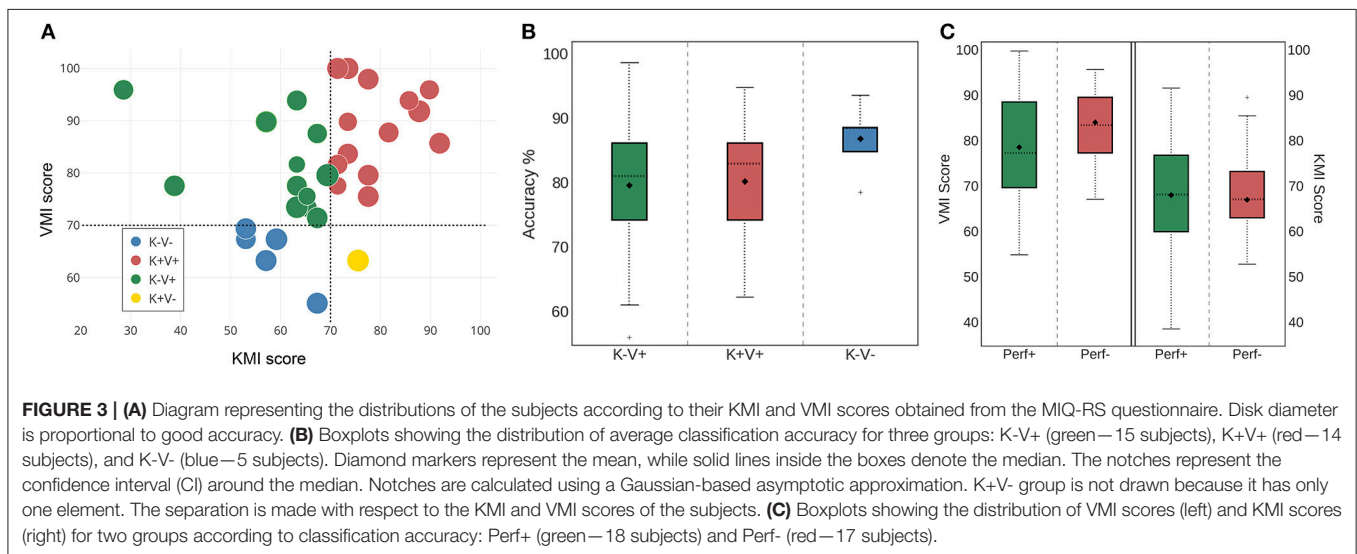 A
VMI score
100
90
80
70
60
K-V-
K+V+
K-V+
K+V-
20 30 40 50 60 70 80 90 100
KMI score
B
Accuracy %
100
90
80
70
60
K-V+ K+V+ K-V-
C
VMI Score
100
90
80
70
60
50
40
Perf+ Perf- Perf+ Perf-
100
90
80
70
60
50
40
KMI Score
FIGURE 3 | (A) Diagram representing the distributions of the subjects according to their KMI and VMI scores obtained from the MIQ-RS questionnaire. Disk diameter
is proportional to good accuracy. (B) Boxplots showing the distribution of average classification accuracy for three groups: K-V+ (green—15 subjects), K+V+ (red—14
subjects), and K-V- (blue—5 subjects). Diamond markers represent the mean, while solid lines inside the boxes denote the median. The notches represent the
confidence interval (CI) around the median. Notches are calculated using a Gaussian-based asymptotic approximation. K+V- group is not drawn because it has only
one element. The separation is made with respect to the KMI and VMI scores of the subjects. (C) Boxplots showing the distribution of VMI scores (left) and KMI scores
(right) for two groups according to classification accuracy: Perf+ (green—18 subjects) and Perf- (red—17 subjects).